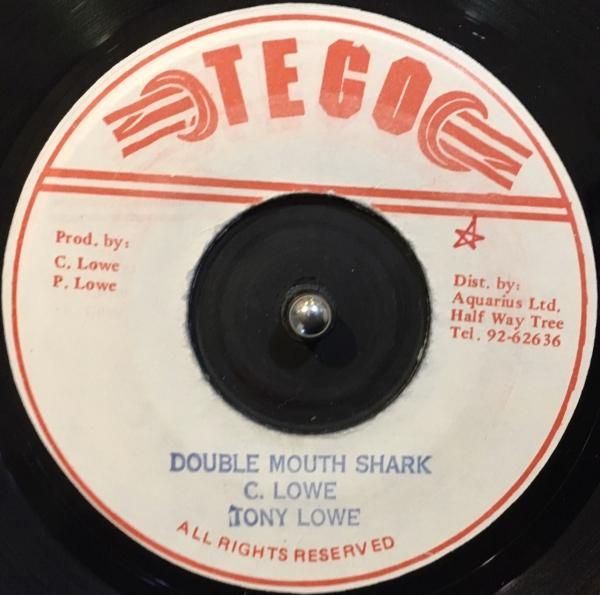 TEGO
Prod. by:
C. Lowe
P. Lowe
Dist. by:
Aquarius Ltd.
Half Way Tree
Tel. 92-62636
DOUBLE MOUTH SHARK
C. LOWE
TONY LOWE
ALL RIGHTS RESERVED